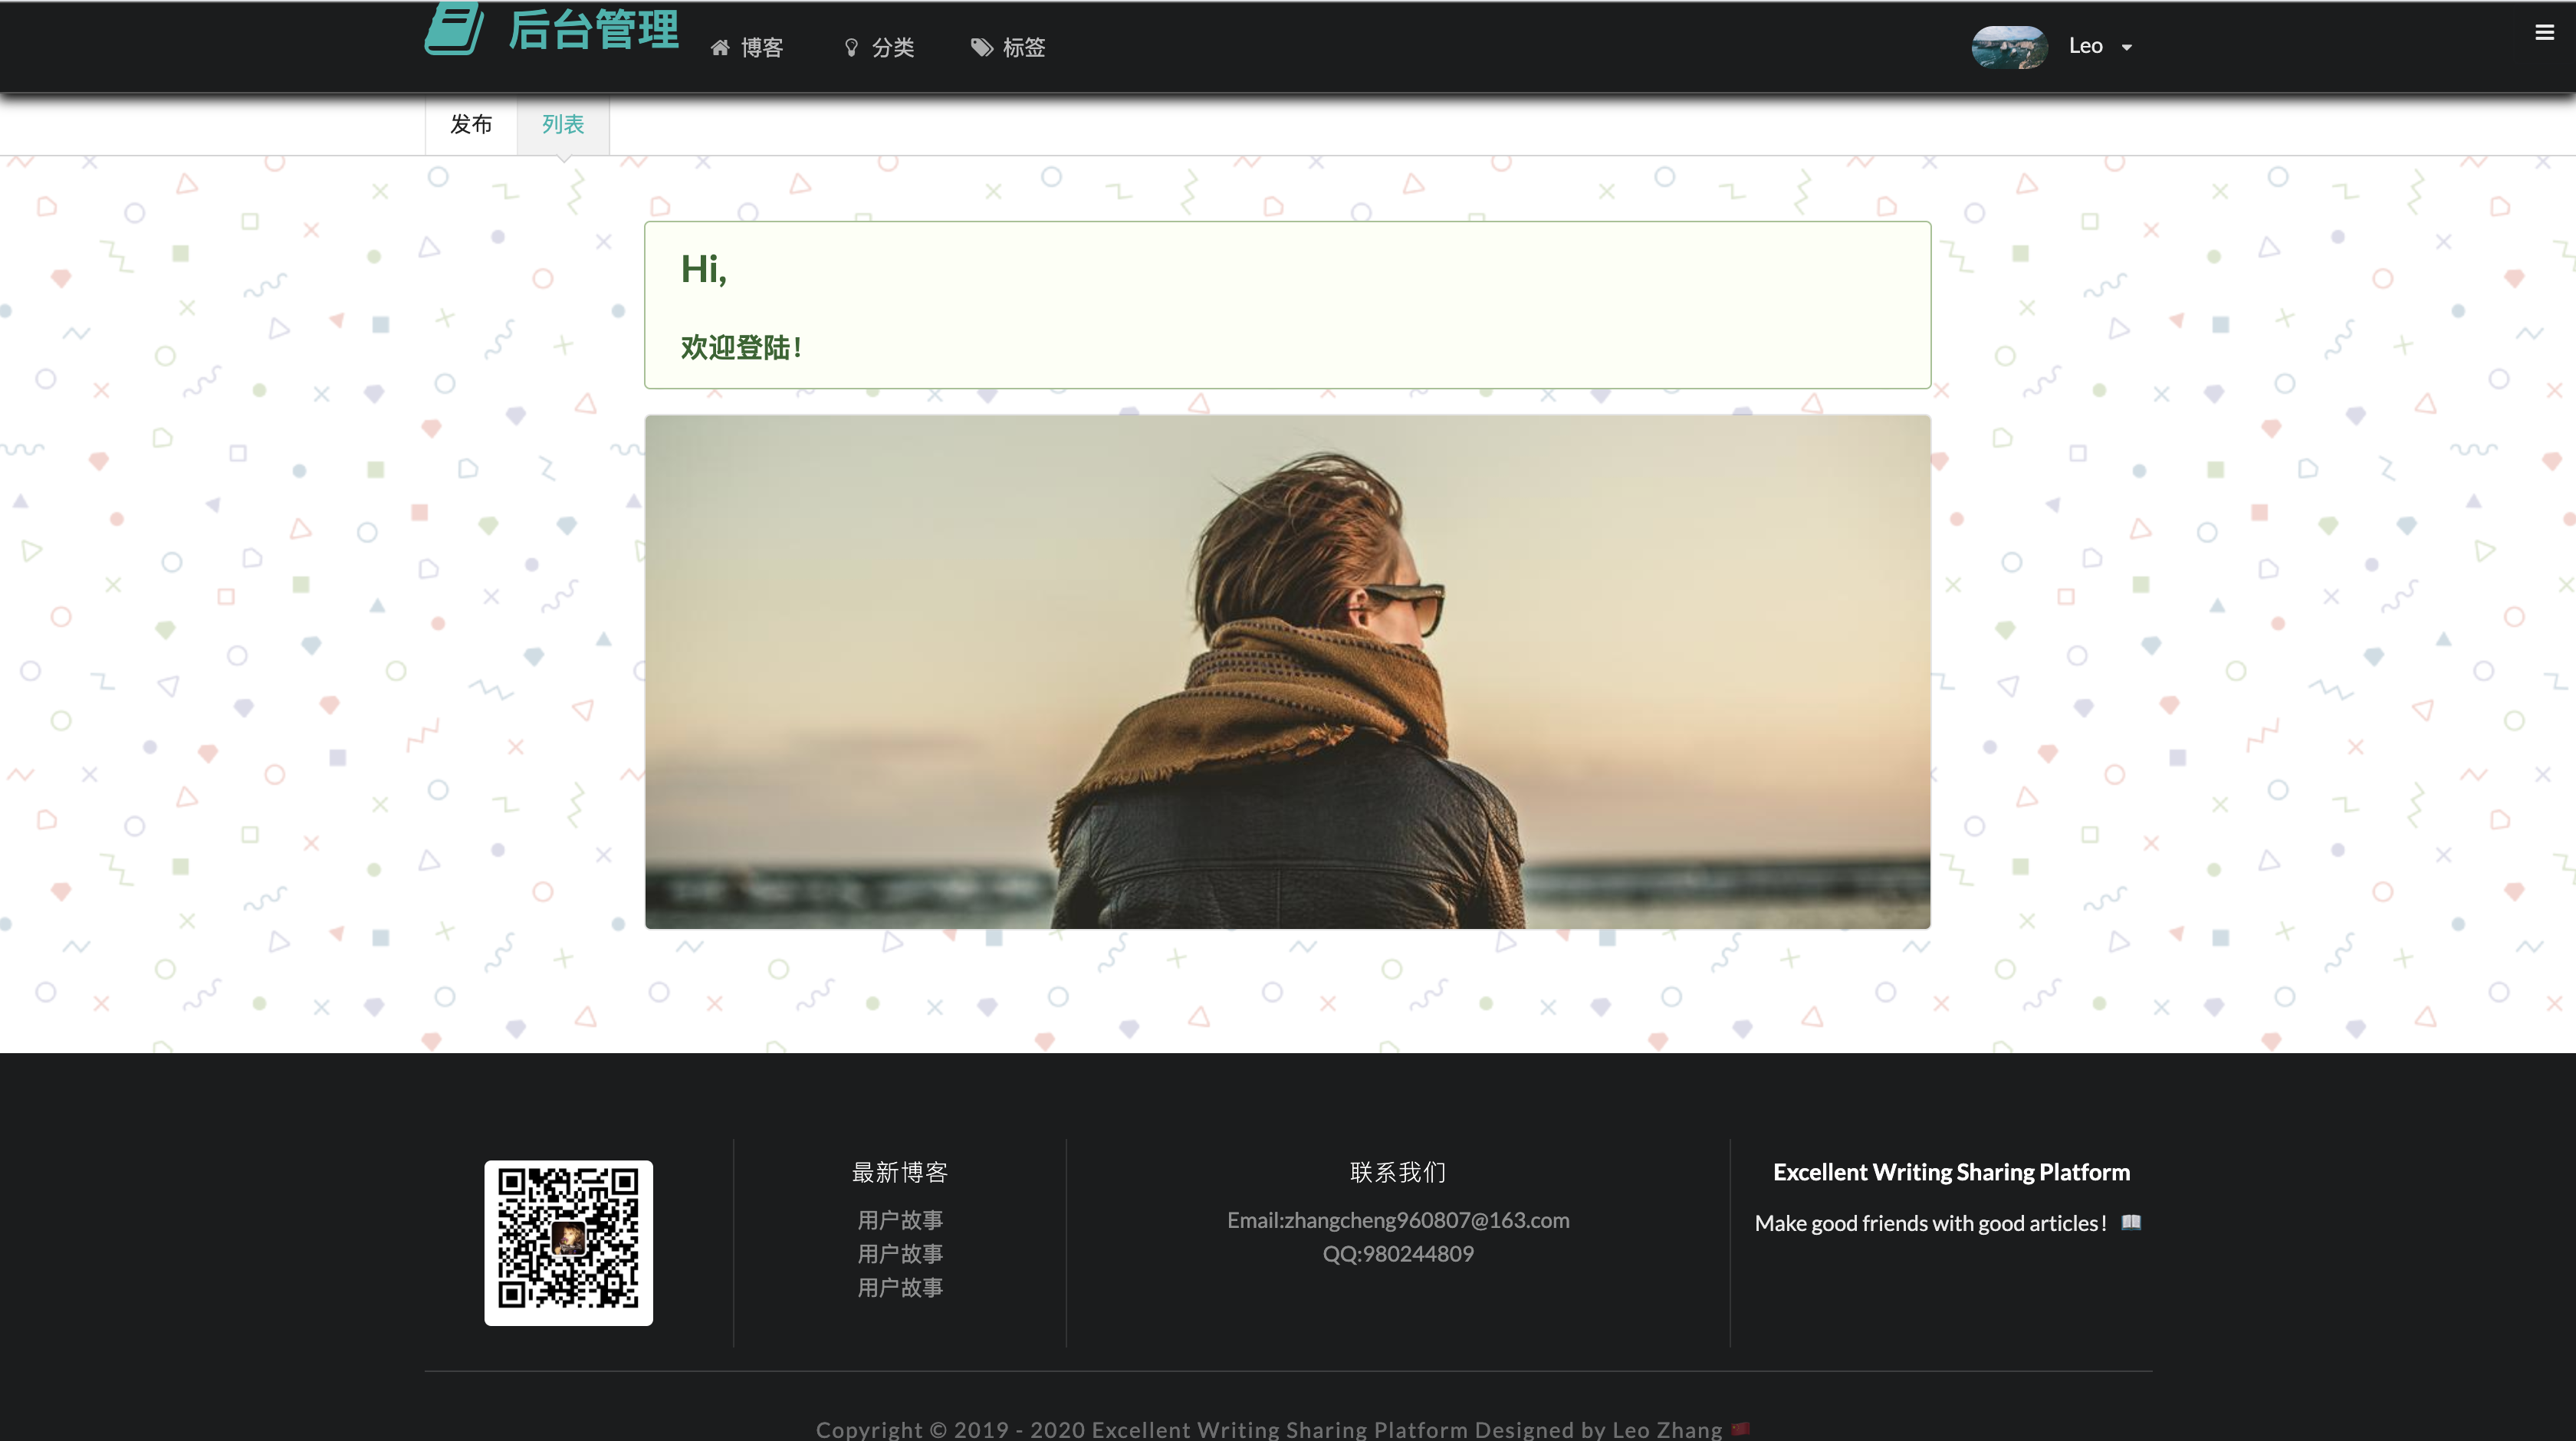 后台管理
博客
分类
标签
Leo
发布
列表
Hi,
欢迎登陆！
最新博客
用户故事
用户故事
用户故事
联系我们
Email:zhangcheng960807@163.com
QQ:980244809
Excellent Writing Sharing Platform
Make good friends with good articles！ 📖
Copyright © 2019 - 2020 Excellent Writing Sharing Platform Designed by Leo Zhang 🇨🇳